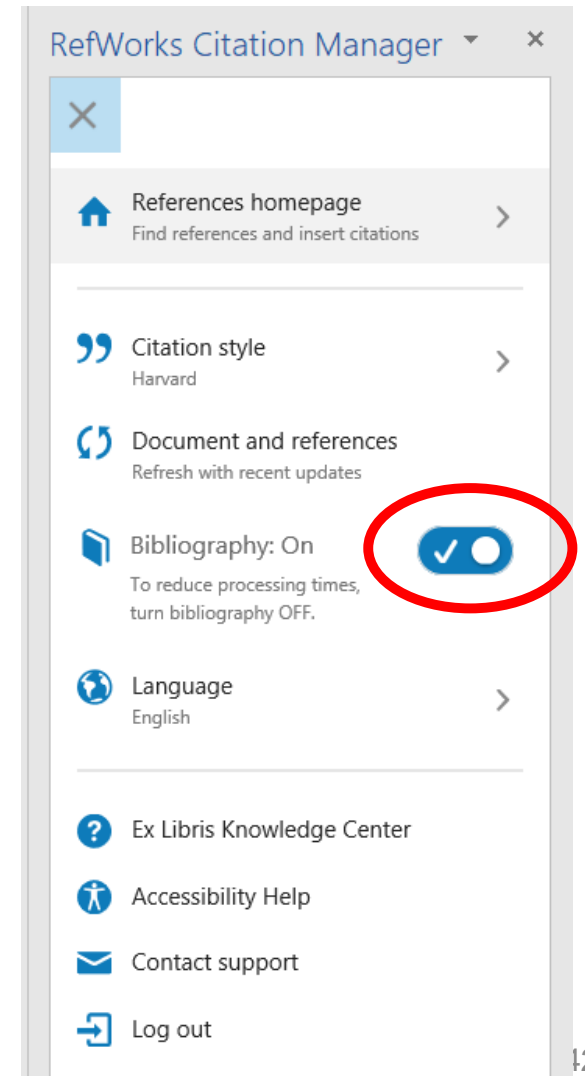 RefWorks Citation Manager
References homepage
Find references and insert citations
Citation style
Harvard
Document and references
Refresh with recent updates
Bibliography: On
To reduce processing times,
turn bibliography OFF.
Language
English
Ex Libris Knowledge Center
Accessibility Help
Contact support
Log out